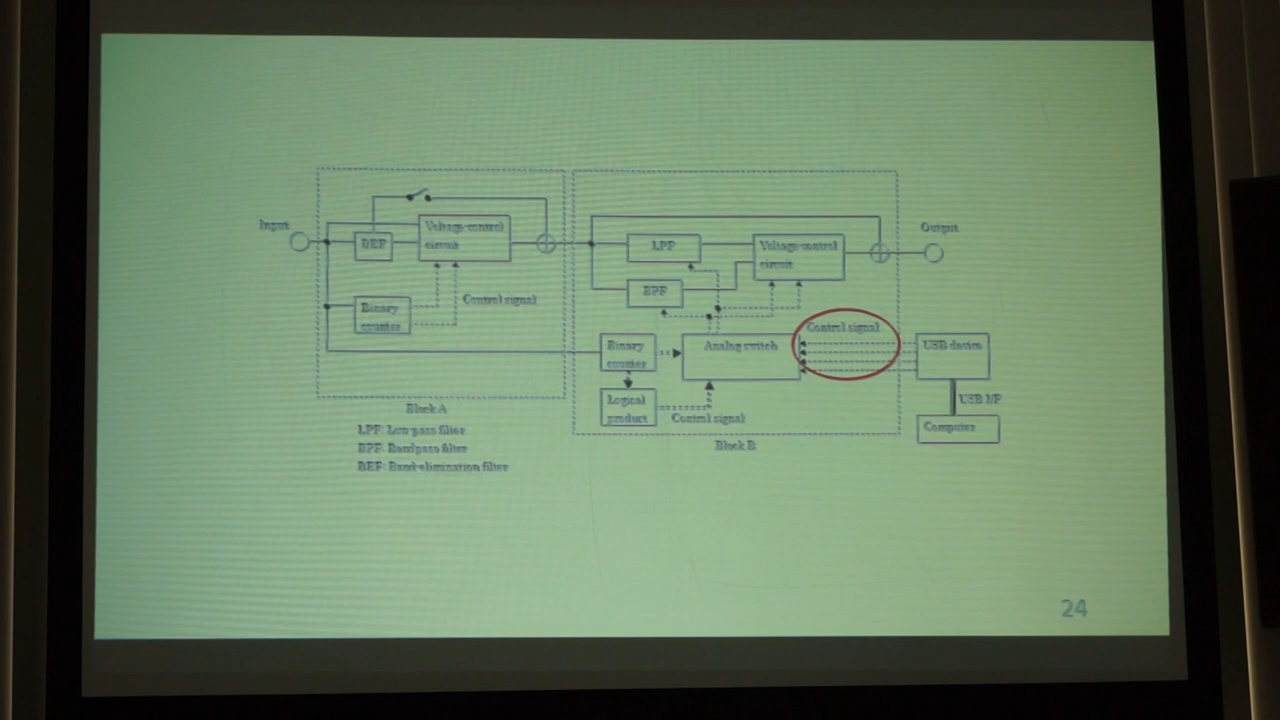 Input
BEF
Voltage-control
circuit
Control signal
Binary
counter
Block A
LPF: Low-pass filter
BPF: Bandpass filter
BEF: Band-elimination filter
LPF
BPF
Voltage-control
circuit
Output
Binary
counter
Analog switch
Control signal
USB device
Logical
product
Control signal
USB I/F
Computer
Block B
24